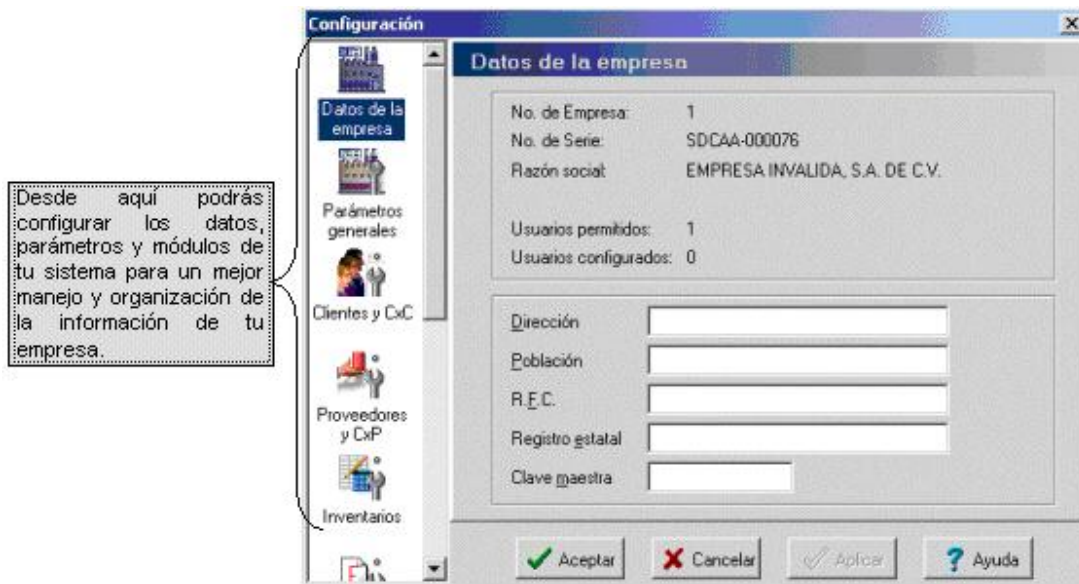 Configuración
Datos de la
empresa
Parámetros
generales
Clientes y CxC
Proveedores
y CxP
Inventarios
Desde aquí podrás
configurar los datos,
parámetros y módulos de
tu sistema para un mejor
manejo y organización de
la información de tu
empresa.
Datos de la empresa
No. de Empresa: 1
No. de Serie: SDCAA-000076
Razón social: EMPRESA INVALIDA, S.A. DE C.V.
Usuarios permitidos: 1
Usuarios configurados: 0
Dirección
Población
R.F.C.
Registro estatal
Clave maestra
Aceptar
Cancelar
Aplicar
Ayuda